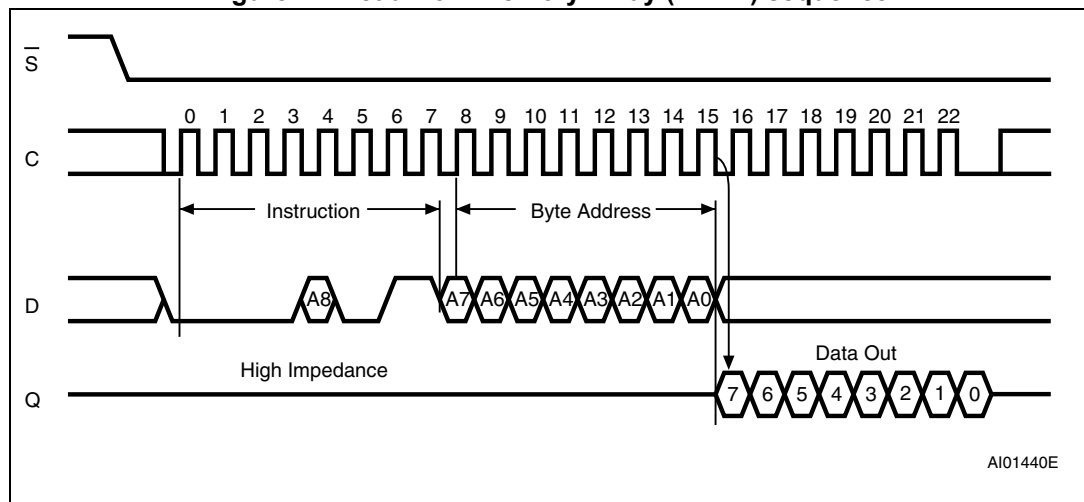 S
0 1 2 3 4 5 6 7 8 9 10 11 12 13 14 15 16 17 18 19 20 21 22
C
Instruction Byte Address
D A8 A7 A6 A5 A4 A3 A2 A1 A0
High Impedance Data Out
Q 7 6 5 4 3 2 1 0
AI01440E